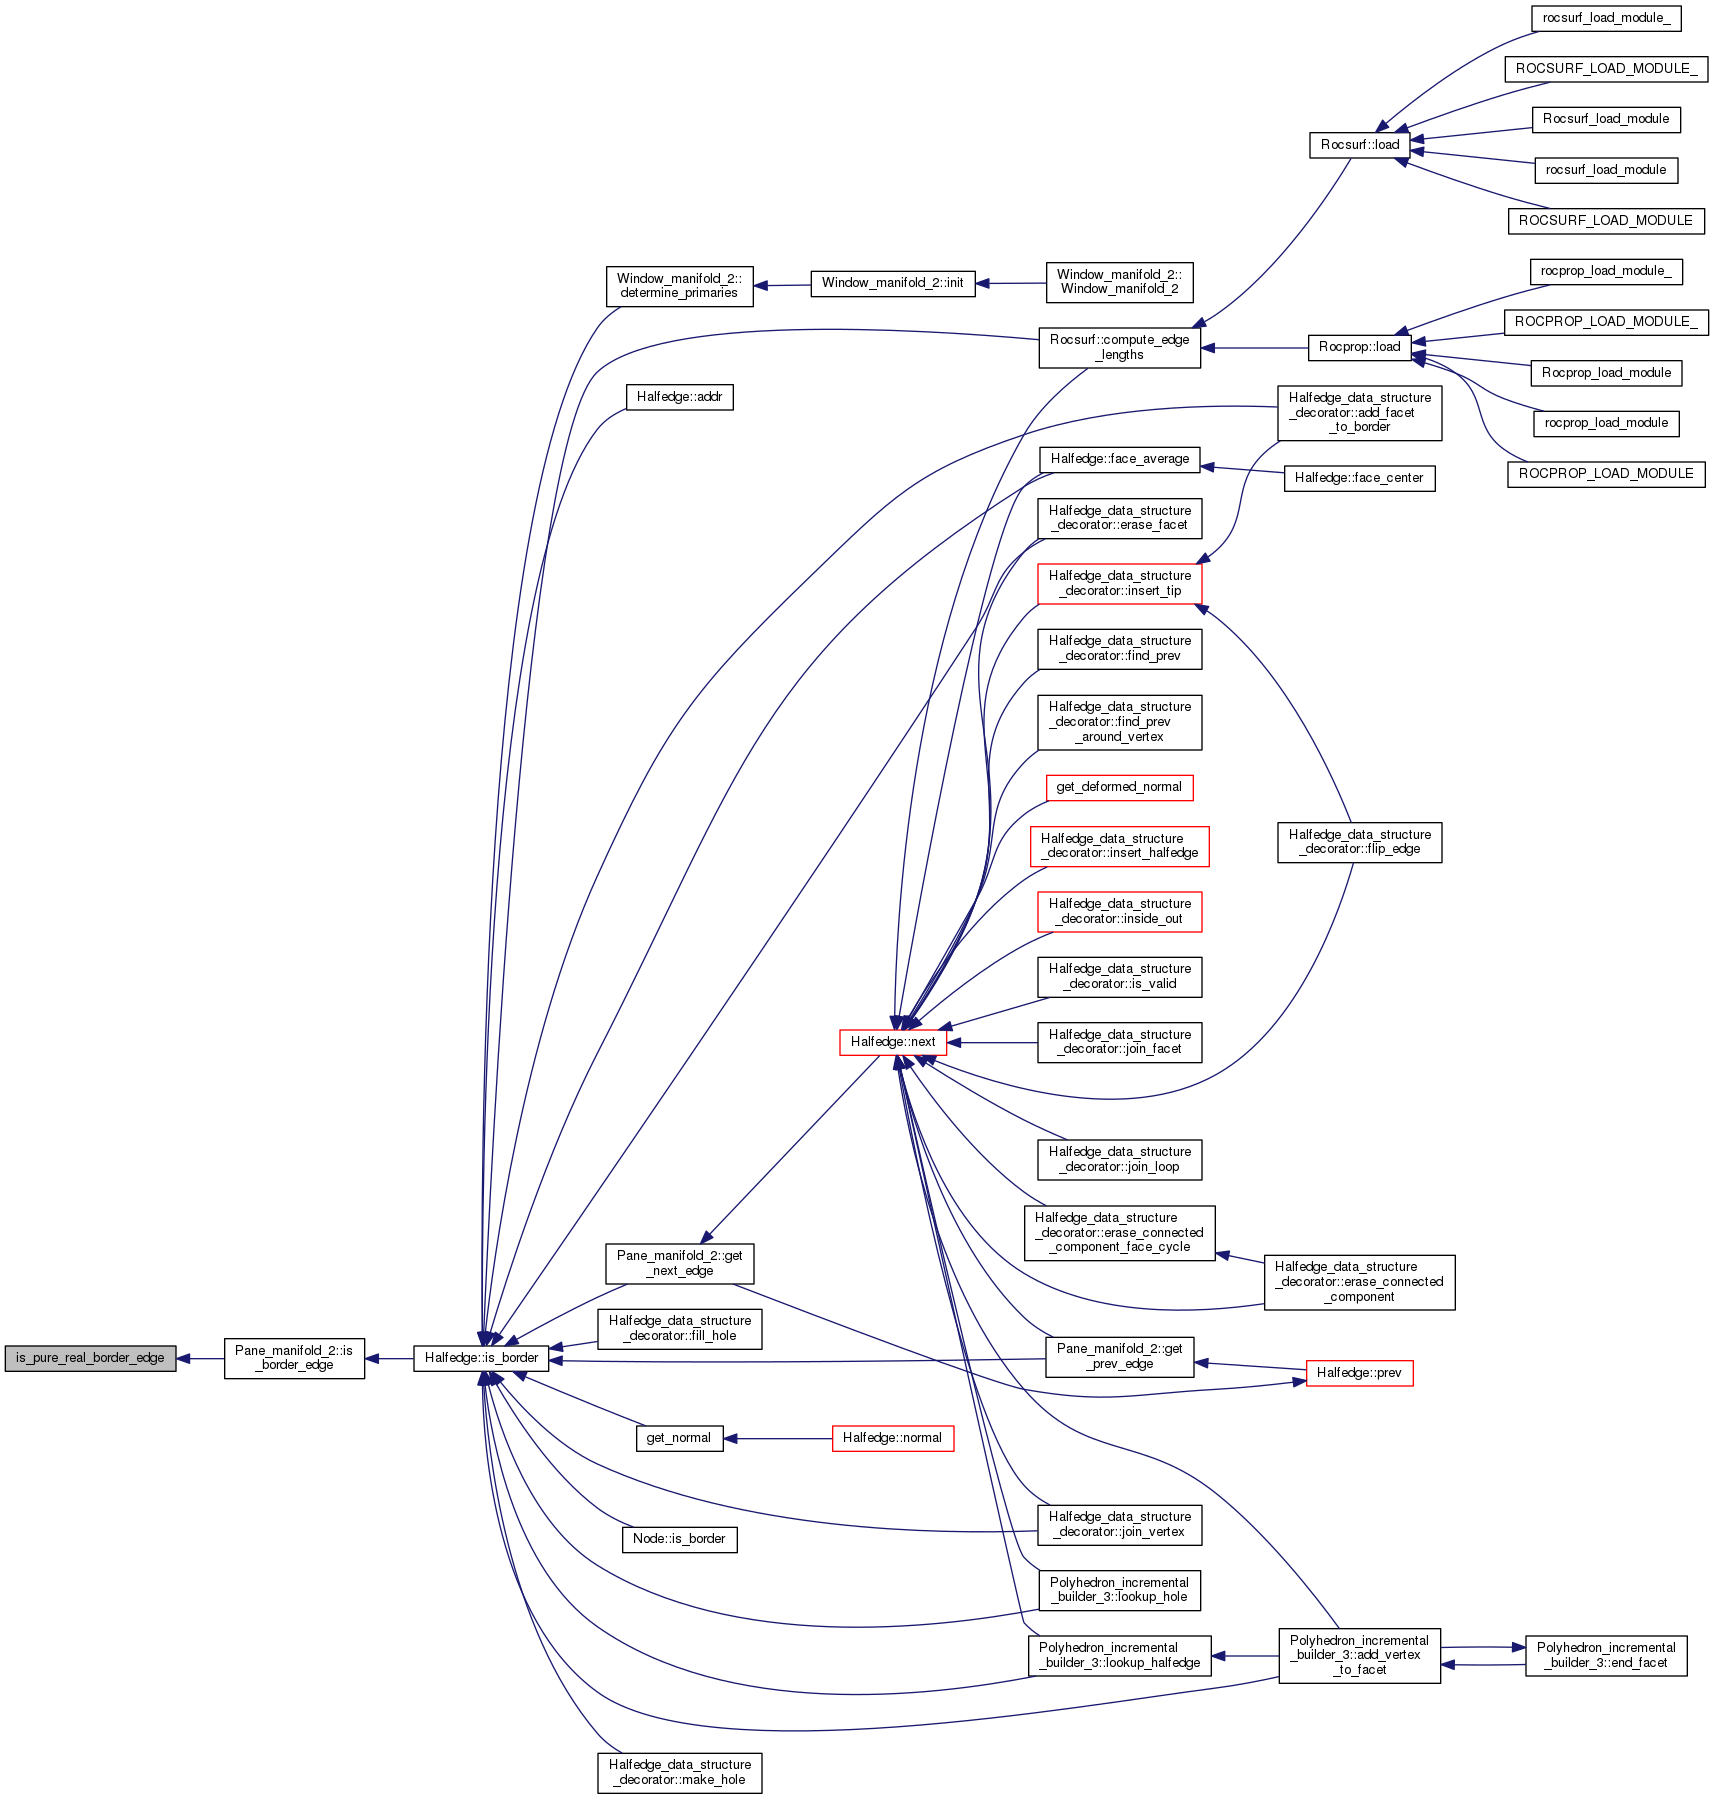 rocsurf_load_module_
ROCSURF_LOAD_MODULE_
Rocsurf_load_module
Rocsurf::load
rocsurf_load_module
ROCSURF_LOAD_MODULE
Window_manifold_2::
determine_primaries
Window_manifold_2::init
Window_manifold_2::
Window_manifold_2
rocprop_load_module_
ROCPROP_LOAD_MODULE_
Rocsurf::compute_edge
_lengths
Rocprop::load
Rocprop_load_module
Halfedge::addr
Halfedge_data_structure
_decorator::add_facet
_to_border
rocprop_load_module
Halfedge::face_average
Halfedge::face_center
ROCPROP_LOAD_MODULE
Halfedge_data_structure
_decorator::erase_facet
Halfedge_data_structure
_decorator::insert_tip
Halfedge_data_structure
_decorator::find_prev
Halfedge_data_structure
_decorator::find_prev
_around_vertex
get_deformed_normal
Halfedge_data_structure
_decorator::insert_halfedge
Halfedge_data_structure
_decorator::flip_edge
Halfedge_data_structure
_decorator::inside_out
Halfedge_data_structure
_decorator::is_valid
Halfedge::next
Halfedge_data_structure
_decorator::join_facet
Halfedge_data_structure
_decorator::join_loop
Halfedge_data_structure
_decorator::erase_connected
_component_face_cycle
Pane_manifold_2::get
_next_edge
Halfedge_data_structure
_decorator::erase_connected
_component
Halfedge_data_structure
_decorator::fill_hole
is_pure_real_border_edge
Pane_manifold_2::is
_border_edge
Halfedge::is_border
Pane_manifold_2::get
_prev_edge
Halfedge::prev
get_normal
Halfedge::normal
Node::is_border
Halfedge_data_structure
_decorator::join_vertex
Polyhedron_incremental
_builder_3::lookup_hole
Polyhedron_incremental
_builder_3::lookup_halfedge
Polyhedron_incremental
_builder_3::add_vertex
_to_facet
Polyhedron_incremental
_builder_3::end_facet
Halfedge_data_structure
_decorator::make_hole